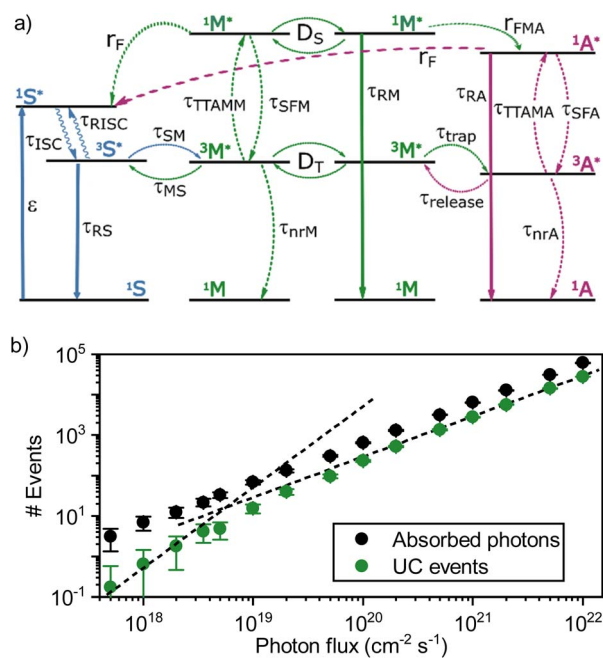 a)
¹M* D_S ¹M* r_FMA
r_F r_F ¹A*
¹S* τ_TTAMM τ_SFM τ_RM τ_RA τ_TTAMA τ_SFA
τ_ISC τ_RISC ³S* τ_SM ³M* D_T ³M* τ_trap ³A*
τ_MS τ_release
ε τ_RS τ_nrM τ_nrA
¹S ¹M ¹M ¹A
b)
10⁵
10³
10¹
10⁻¹
# Events
Absorbed photons
UC events
10¹⁸ 10¹⁹ 10²⁰ 10²¹ 10²²
Photon flux (cm⁻² s⁻¹)